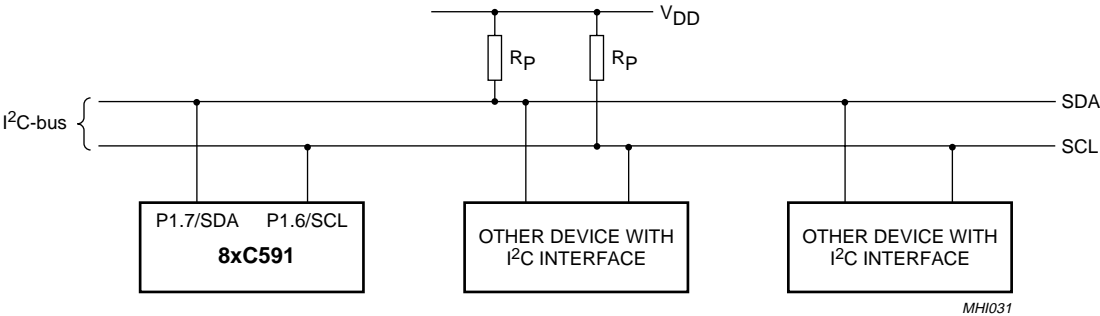 VDD
RP RP
SDA
I2C-bus
SCL
P1.7/SDA P1.6/SCL
8xC591
OTHER DEVICE WITH
I2C INTERFACE
OTHER DEVICE WITH
I2C INTERFACE
MHI031